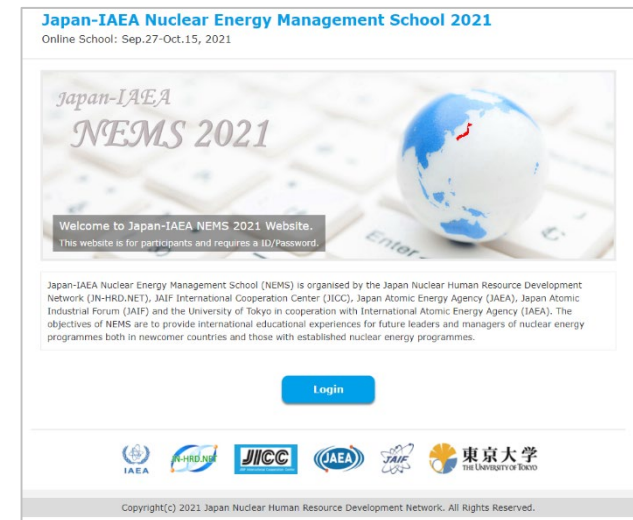 Japan-IAEA Nuclear Energy Management School 2021
Online School: Sep.27-Oct.15, 2021
Japan-IAEA
NEMS 2021
Enter
Welcome to Japan-IAEA NEMS 2021 Website.
This website is for participants and requires a ID/Password.
Japan-IAEA Nuclear Energy Management School (NEMS) is organised by the Japan Nuclear Human Resource Development
Network (JN-HRD.NET), JAIF International Cooperation Center (JICC), Japan Atomic Energy Agency (JAEA), Japan Atomic
Industrial Forum (JAIF) and the University of Tokyo in cooperation with International Atomic Energy Agency (IAEA). The
objectives of NEMS are to provide international educational experiences for future leaders and managers of nuclear energy
programmes both in newcomer countries and those with established nuclear energy programmes.
Login
IAEA
JN-HRD.NET
JICC
JAIF International Cooperation Center
JAEA
JAIF
東京大学
THE UNIVERSITY OF TOKYO
Copyright(c) 2021 Japan Nuclear Human Resource Development Network. All Rights Reserved.